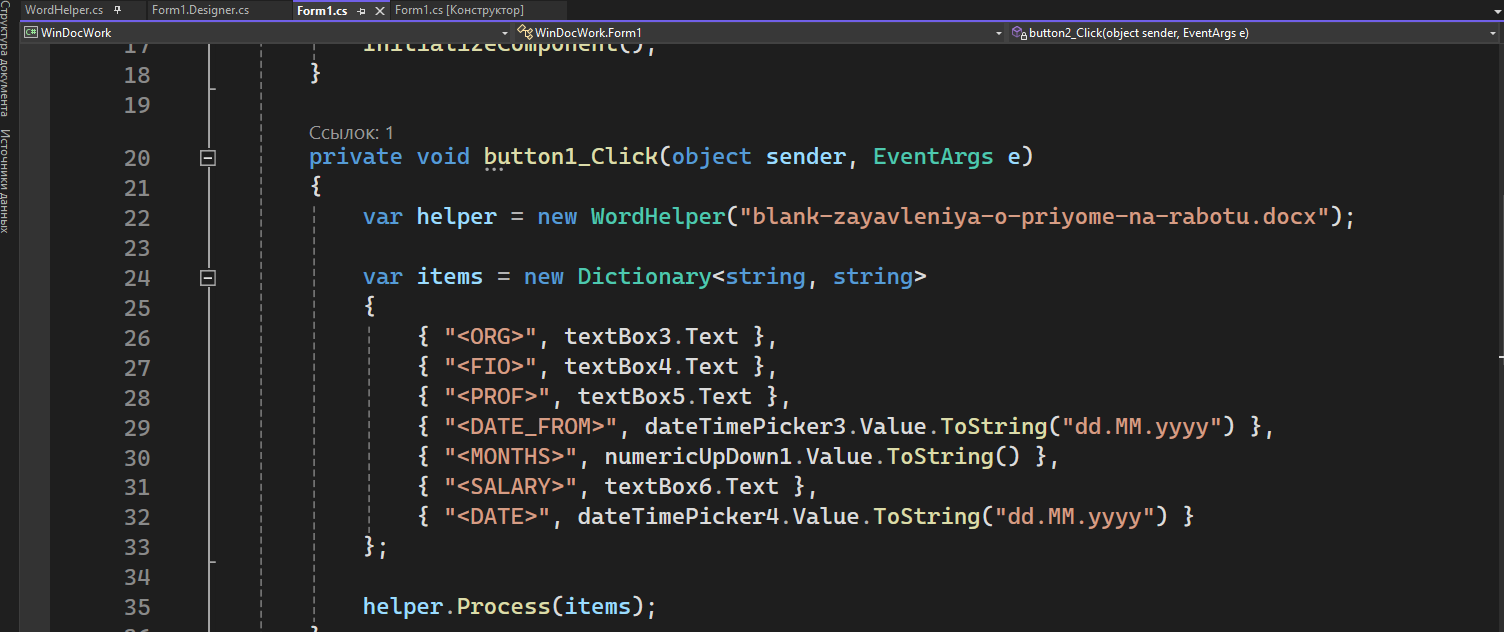 WordHelper.cs Form1.Designer.cs Form1.cs Form1.cs [Конструктор]
C# WinDocWork WinDocWork.Form1 button2_Click(object sender, EventArgs e)
Структура документа
Источники данных
17 InitializeComponent();
18 }
19
Ссылок: 1
20 private void button1_Click(object sender, EventArgs e)
21 {
22 var helper = new WordHelper("blank-zayavleniya-o-priyome-na-rabotu.docx");
23
24 var items = new Dictionary<string, string>
25 {
26 { "<ORG>", textBox3.Text },
27 { "<FIO>", textBox4.Text },
28 { "<PROF>", textBox5.Text },
29 { "<DATE_FROM>", dateTimePicker3.Value.ToString("dd.MM.yyyy") },
30 { "<MONTHS>", numericUpDown1.Value.ToString() },
31 { "<SALARY>", textBox6.Text },
32 { "<DATE>", dateTimePicker4.Value.ToString("dd.MM.yyyy") }
33 };
34
35 helper.Process(items);